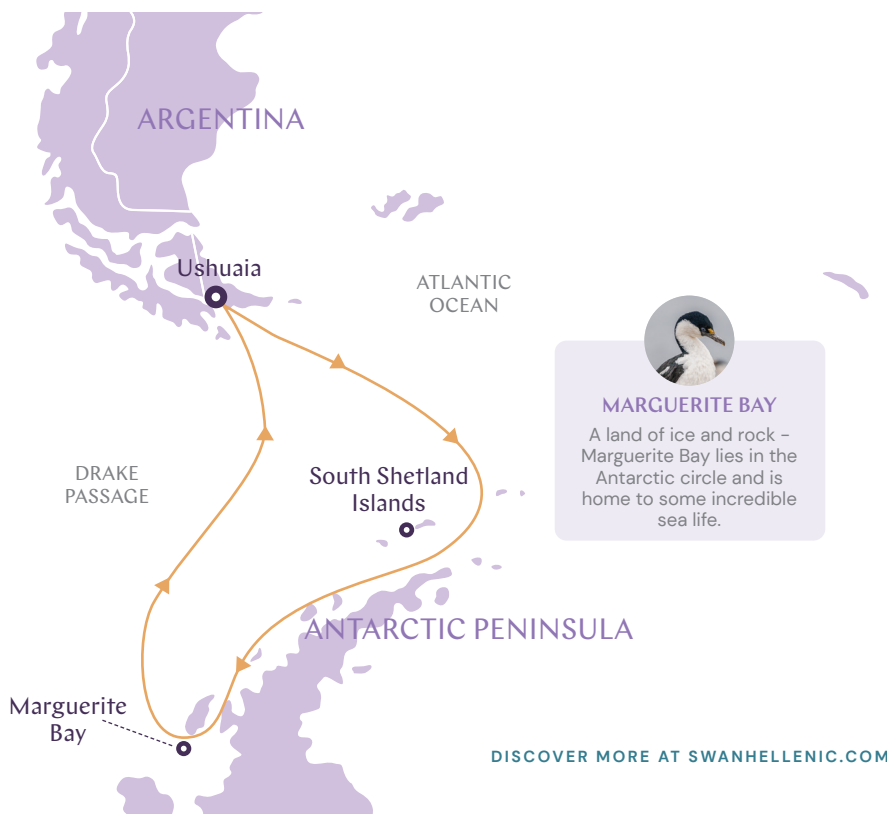 ARGENTINA
Ushuaia
ATLANTIC
OCEAN
MARGUERITE BAY
A land of ice and rock –
Marguerite Bay lies in the
Antarctic circle and is
home to some incredible
sea life.
DRAKE
PASSAGE
South Shetland
Islands
ANTARCTIC PENINSULA
Marguerite
Bay
DISCOVER MORE AT SWANHELLENIC.COM